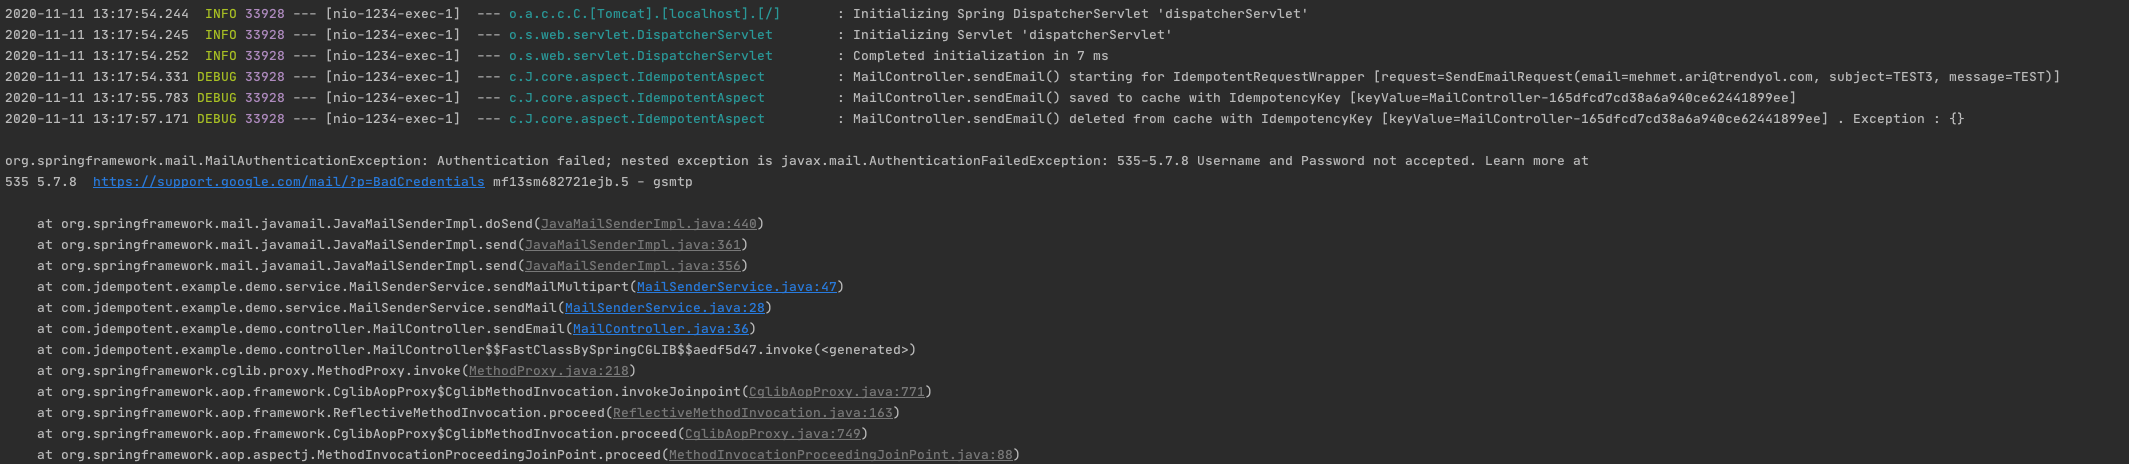 2020-11-11 13:17:54.244  INFO 33928 --- [nio-1234-exec-1]  --- o.a.c.c.C.[Tomcat].[localhost].[/]       : Initializing Spring DispatcherServlet 'dispatcherServlet'
2020-11-11 13:17:54.245  INFO 33928 --- [nio-1234-exec-1]  --- o.s.web.servlet.DispatcherServlet        : Initializing Servlet 'dispatcherServlet'
2020-11-11 13:17:54.252  INFO 33928 --- [nio-1234-exec-1]  --- o.s.web.servlet.DispatcherServlet        : Completed initialization in 7 ms
2020-11-11 13:17:54.331 DEBUG 33928 --- [nio-1234-exec-1]  --- c.J.core.aspect.IdempotentAspect         : MailController.sendEmail() starting for IdempotentRequestWrapper [request=SendEmailRequest(email=mehmet.ari@trendyol.com, subject=TEST3, message=TEST)]
2020-11-11 13:17:55.783 DEBUG 33928 --- [nio-1234-exec-1]  --- c.J.core.aspect.IdempotentAspect         : MailController.sendEmail() saved to cache with IdempotencyKey [keyValue=MailController-165dfcd7cd38a6a940ce62441899ee]
2020-11-11 13:17:57.171 DEBUG 33928 --- [nio-1234-exec-1]  --- c.J.core.aspect.IdempotentAspect         : MailController.sendEmail() deleted from cache with IdempotencyKey [keyValue=MailController-165dfcd7cd38a6a940ce62441899ee] . Exception : {}
org.springframework.mail.MailAuthenticationException: Authentication failed; nested exception is javax.mail.AuthenticationFailedException: 535-5.7.8 Username and Password not accepted. Learn more at
535 5.7.8  https://support.google.com/mail/?p=BadCredentials mf13sm682721ejb.5 - gsmtp
    at org.springframework.mail.javamail.JavaMailSenderImpl.doSend(JavaMailSenderImpl.java:440)
    at org.springframework.mail.javamail.JavaMailSenderImpl.send(JavaMailSenderImpl.java:361)
    at org.springframework.mail.javamail.JavaMailSenderImpl.send(JavaMailSenderImpl.java:356)
    at com.jdempotent.example.demo.service.MailSenderService.sendMailMultipart(MailSenderService.java:47)
    at com.jdempotent.example.demo.service.MailSenderService.sendMail(MailSenderService.java:28)
    at com.jdempotent.example.demo.controller.MailController.sendEmail(MailController.java:36)
    at com.jdempotent.example.demo.controller.MailController$$FastClassBySpringCGLIB$$aedf5d47.invoke(<generated>)
    at org.springframework.cglib.proxy.MethodProxy.invoke(MethodProxy.java:218)
    at org.springframework.aop.framework.CglibAopProxy$CglibMethodInvocation.invokeJoinpoint(CglibAopProxy.java:771)
    at org.springframework.aop.framework.ReflectiveMethodInvocation.proceed(ReflectiveMethodInvocation.java:163)
    at org.springframework.aop.framework.CglibAopProxy$CglibMethodInvocation.proceed(CglibAopProxy.java:749)
    at org.springframework.aop.aspectj.MethodInvocationProceedingJoinPoint.proceed(MethodInvocationProceedingJoinPoint.java:88)